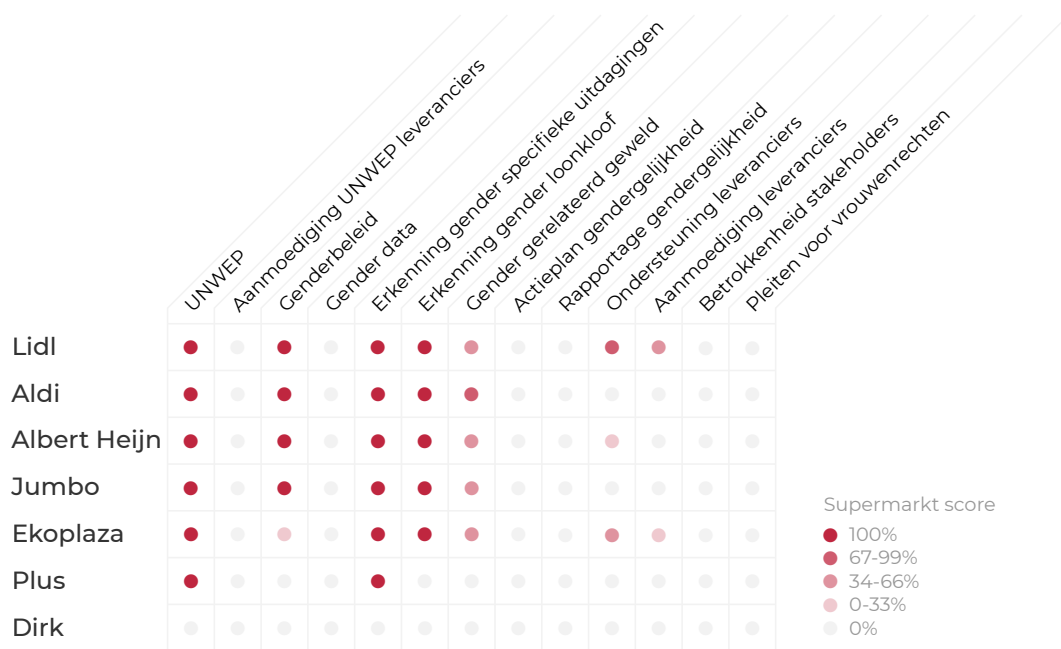 UNWEP
Aanmoediging UNWEP leveranciers
Genderbeleid
Gender data
Erkenning gender specifieke uitdagingen
Erkenning gender loonkloof
Gender gerelateerd geweld
Actieplan gendergelijkheid
Rapportage gendergelijkheid
Ondersteuning leveranciers
Aanmoediging leveranciers
Betrokkenheid stakeholders
Pleiten voor vrouwenrechten
Lidl
Aldi
Albert Heijn
Jumbo
Ekoplaza
Plus
Dirk
Supermarkt score
100%
67-99%
34-66%
0-33%
0%